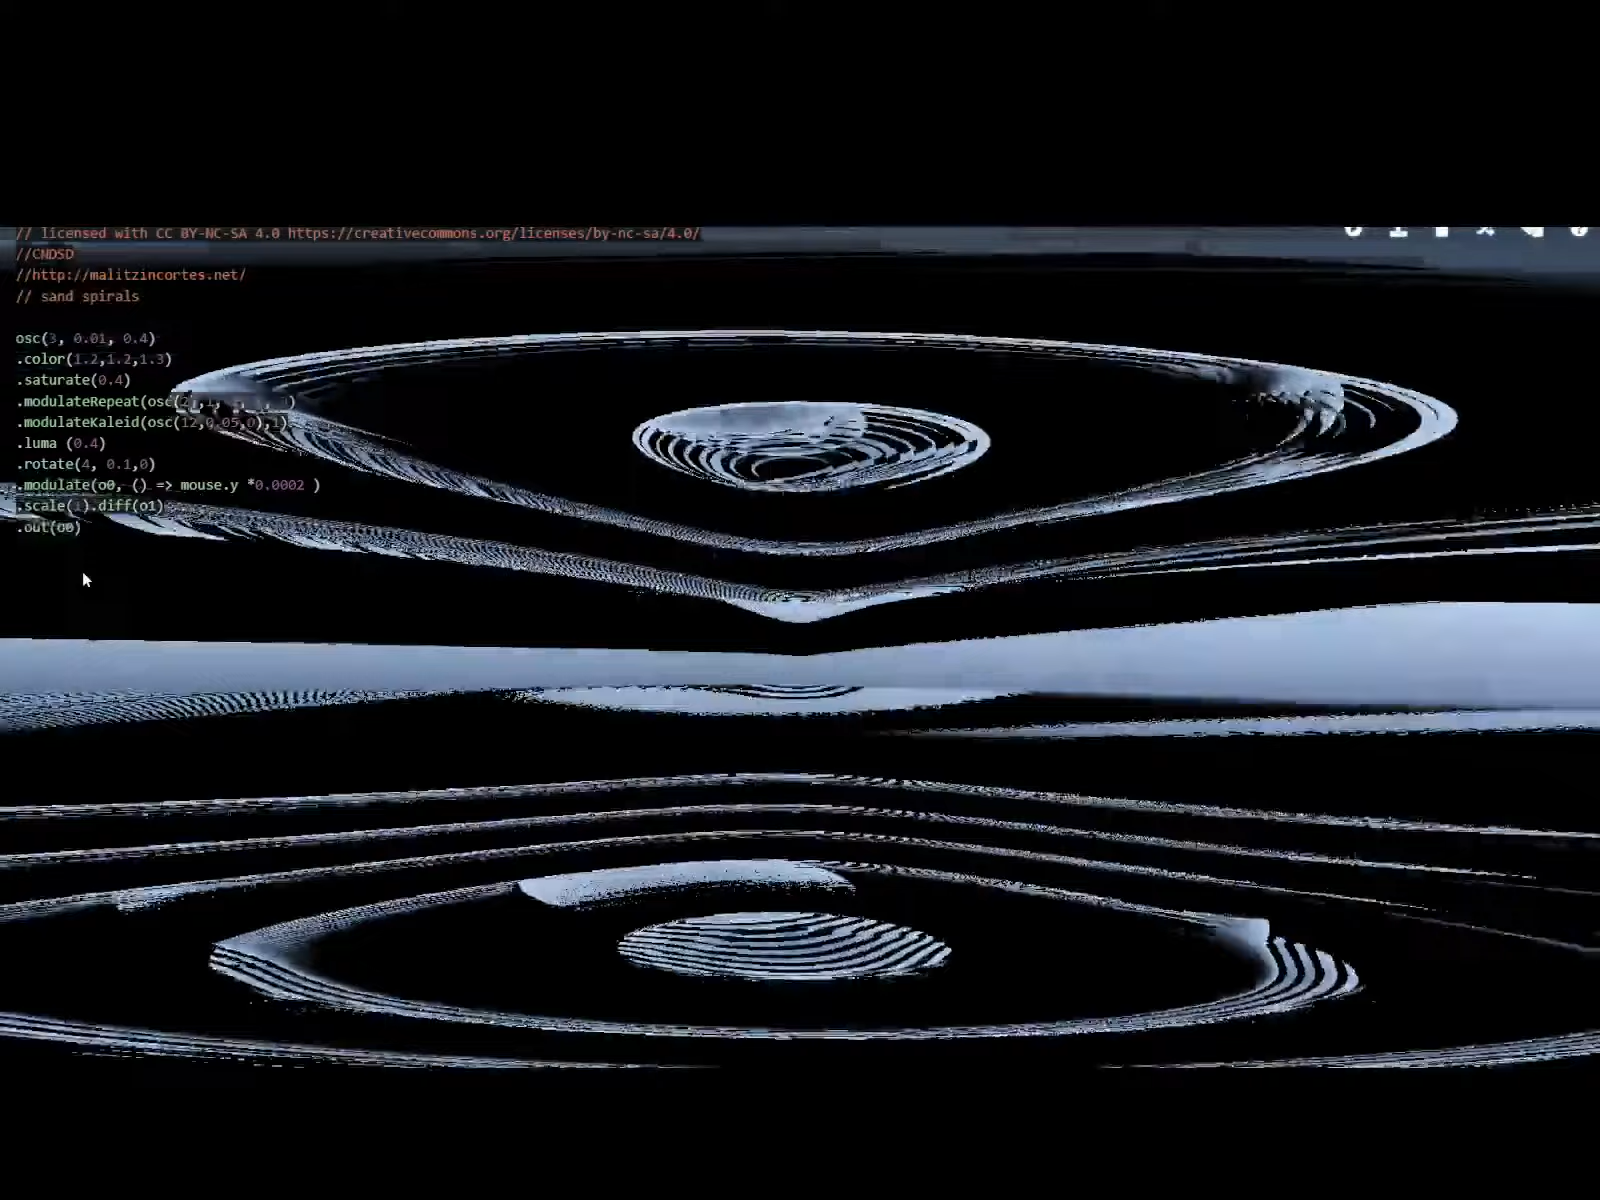 // licensed with CC BY-NC-SA 4.0 https://creativecommons.org/licenses/by-nc-sa/4.0/
//CNDSD
//http://malitzincortes.net/
// sand spirals
osc(3, 0.01, 0.4)
.color(1.2,1.2,1.3)
.saturate(0.4)
.modulateRepeat(osc(2
.modulateKaleid(osc(12,0.05,0),1)
.luma (0.4)
.rotate(4, 0.1,0)
.modulate(o0, () => mouse.y *0.0002 )
.scale(1).diff(o1)
.out(o0)